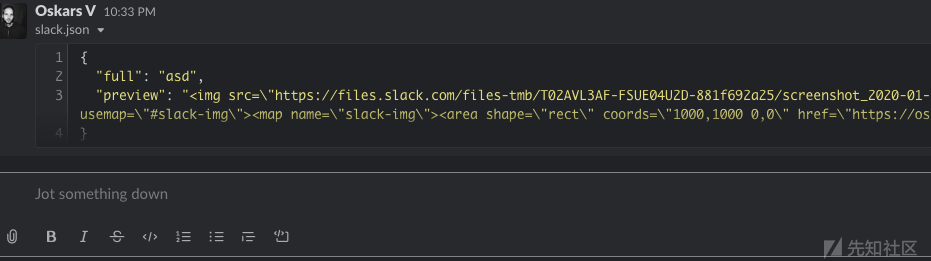 Oskars V 10:33 PM
slack.json
1 {
2 "full": "asd",
3 "preview": "<img src=\"https://files.slack.com/files-tmb/T02AVL3AF-FSUE04U2D-881f692a25/screenshot_2020-01-
usemap=\"#slack-img\"><map name=\"slack-img\"><area shape=\"rect\" coords=\"1000,1000 0,0\" href=\"https://os
4 }
Jot something down
B I S </>
先知社区